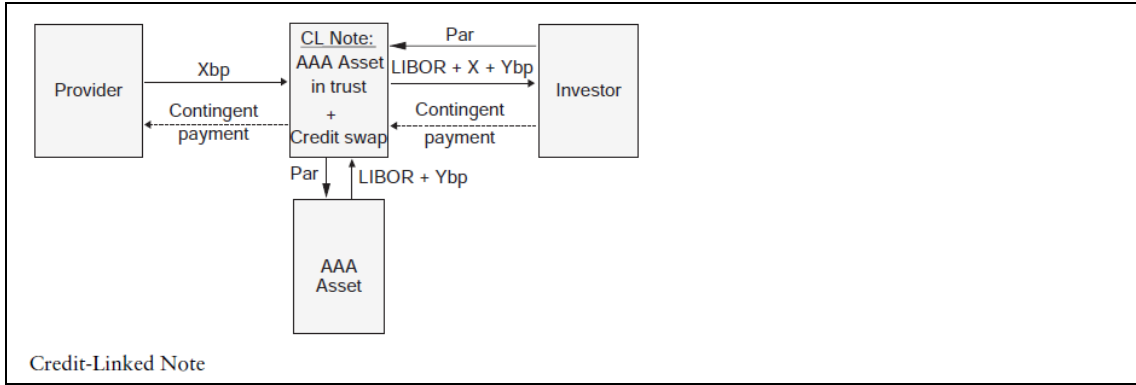 Provider
Xbp
Contingent
payment
CL Note:
AAA Asset
in trust
+
Credit swap
Par
LIBOR + X + Ybp
Contingent
payment
Investor
Par
LIBOR + Ybp
AAA
Asset
Credit-Linked Note